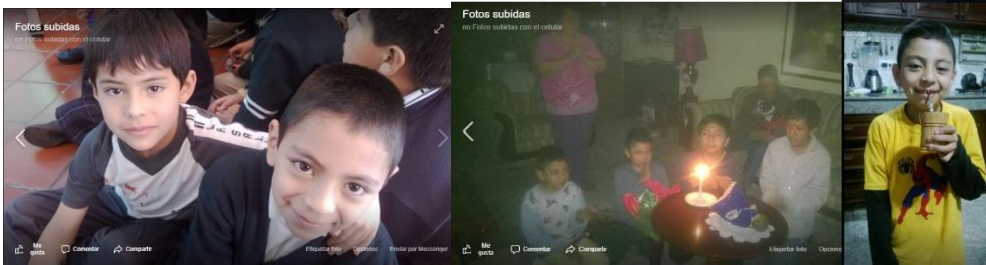 Fotos subidas
en Fotos subidas con el celular
Me gusta
Comentar
Compartir
Etiquetar foto
Opciones
Enviar por Messenger
Fotos subidas
en Fotos subidas con el celular
Me gusta
Comentar
Compartir
Etiquetar foto